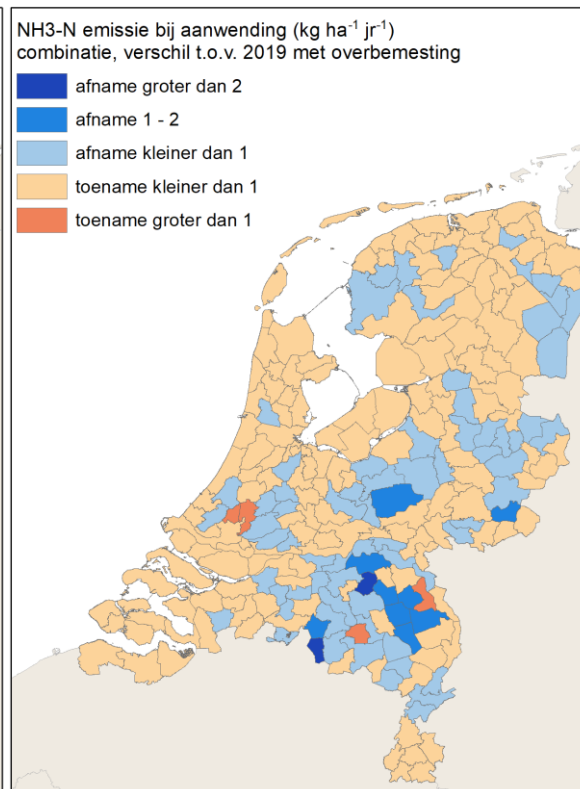 NH3-N emissie bij aanwending (kg ha⁻¹ jr⁻¹)
combinatie, verschil t.o.v. 2019 met overbemesting
afname groter dan 2
afname 1 - 2
afname kleiner dan 1
toename kleiner dan 1
toename groter dan 1